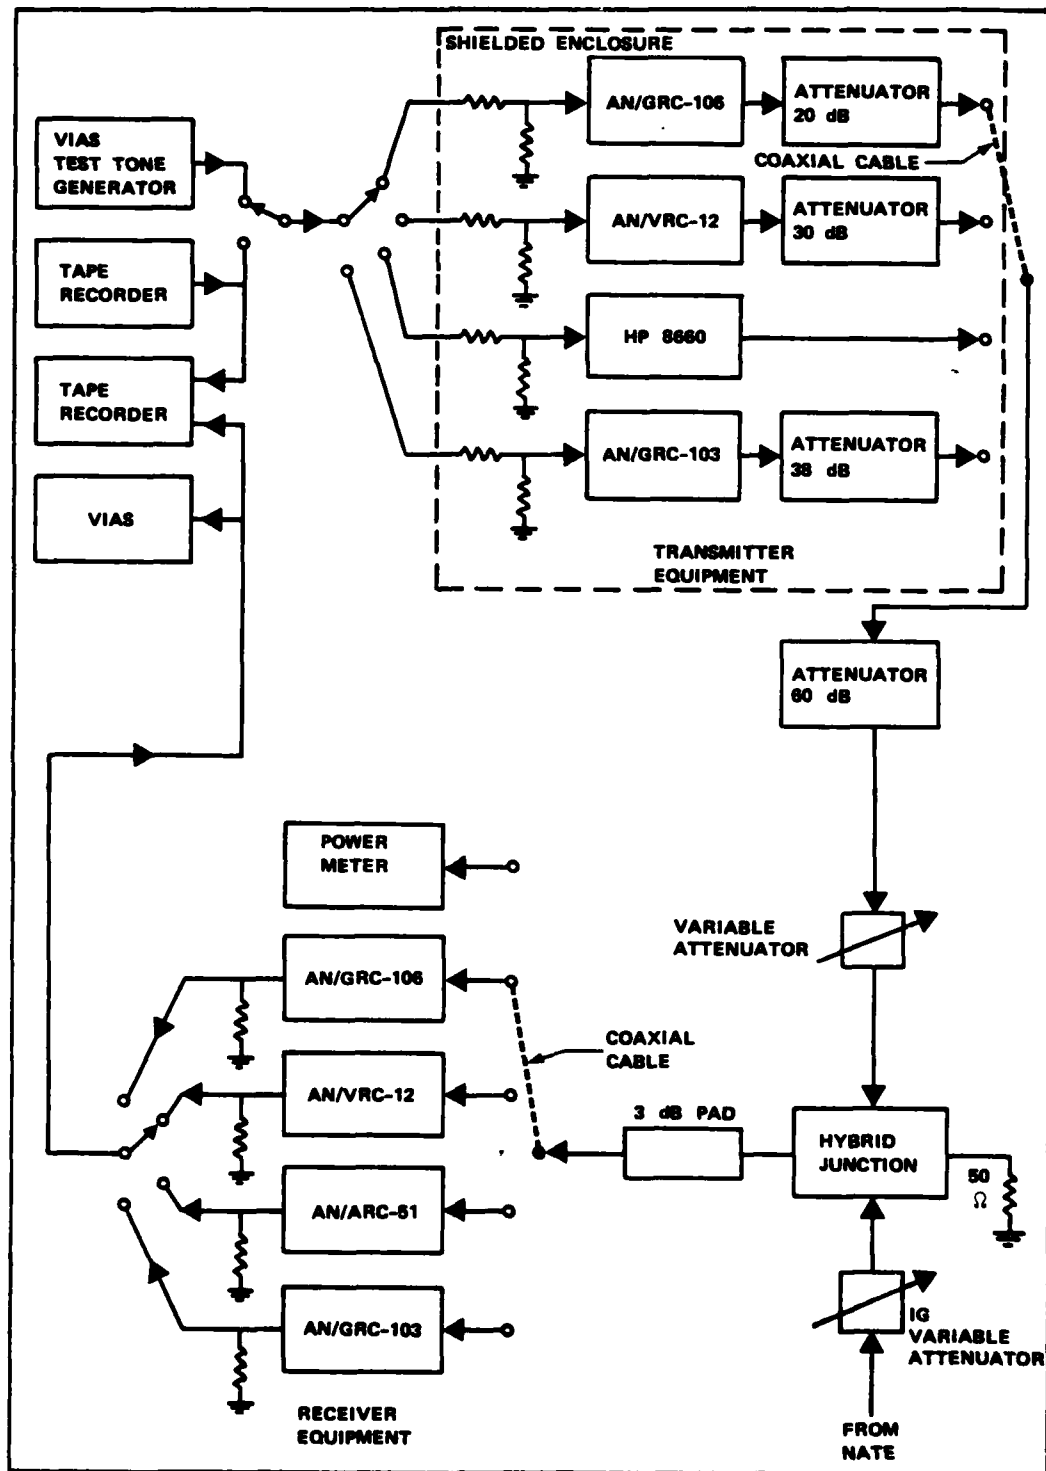 SHIELDED ENCLOSURE
VIAS
TEST TONE
GENERATOR
TAPE
RECORDER
TAPE
RECORDER
VIAS
AN/GRC-106
ATTENUATOR
20 dB
COAXIAL CABLE
AN/VRC-12
ATTENUATOR
30 dB
HP 8660
AN/GRC-103
ATTENUATOR
38 dB
TRANSMITTER
EQUIPMENT
ATTENUATOR
60 dB
VARIABLE
ATTENUATOR
POWER
METER
AN/GRC-106
AN/VRC-12
AN/ARC-51
AN/GRC-103
COAXIAL
CABLE
3 dB PAD
HYBRID
JUNCTION
50
Ω
IG
VARIABLE
ATTENUATOR
FROM
NATE
RECEIVER
EQUIPMENT